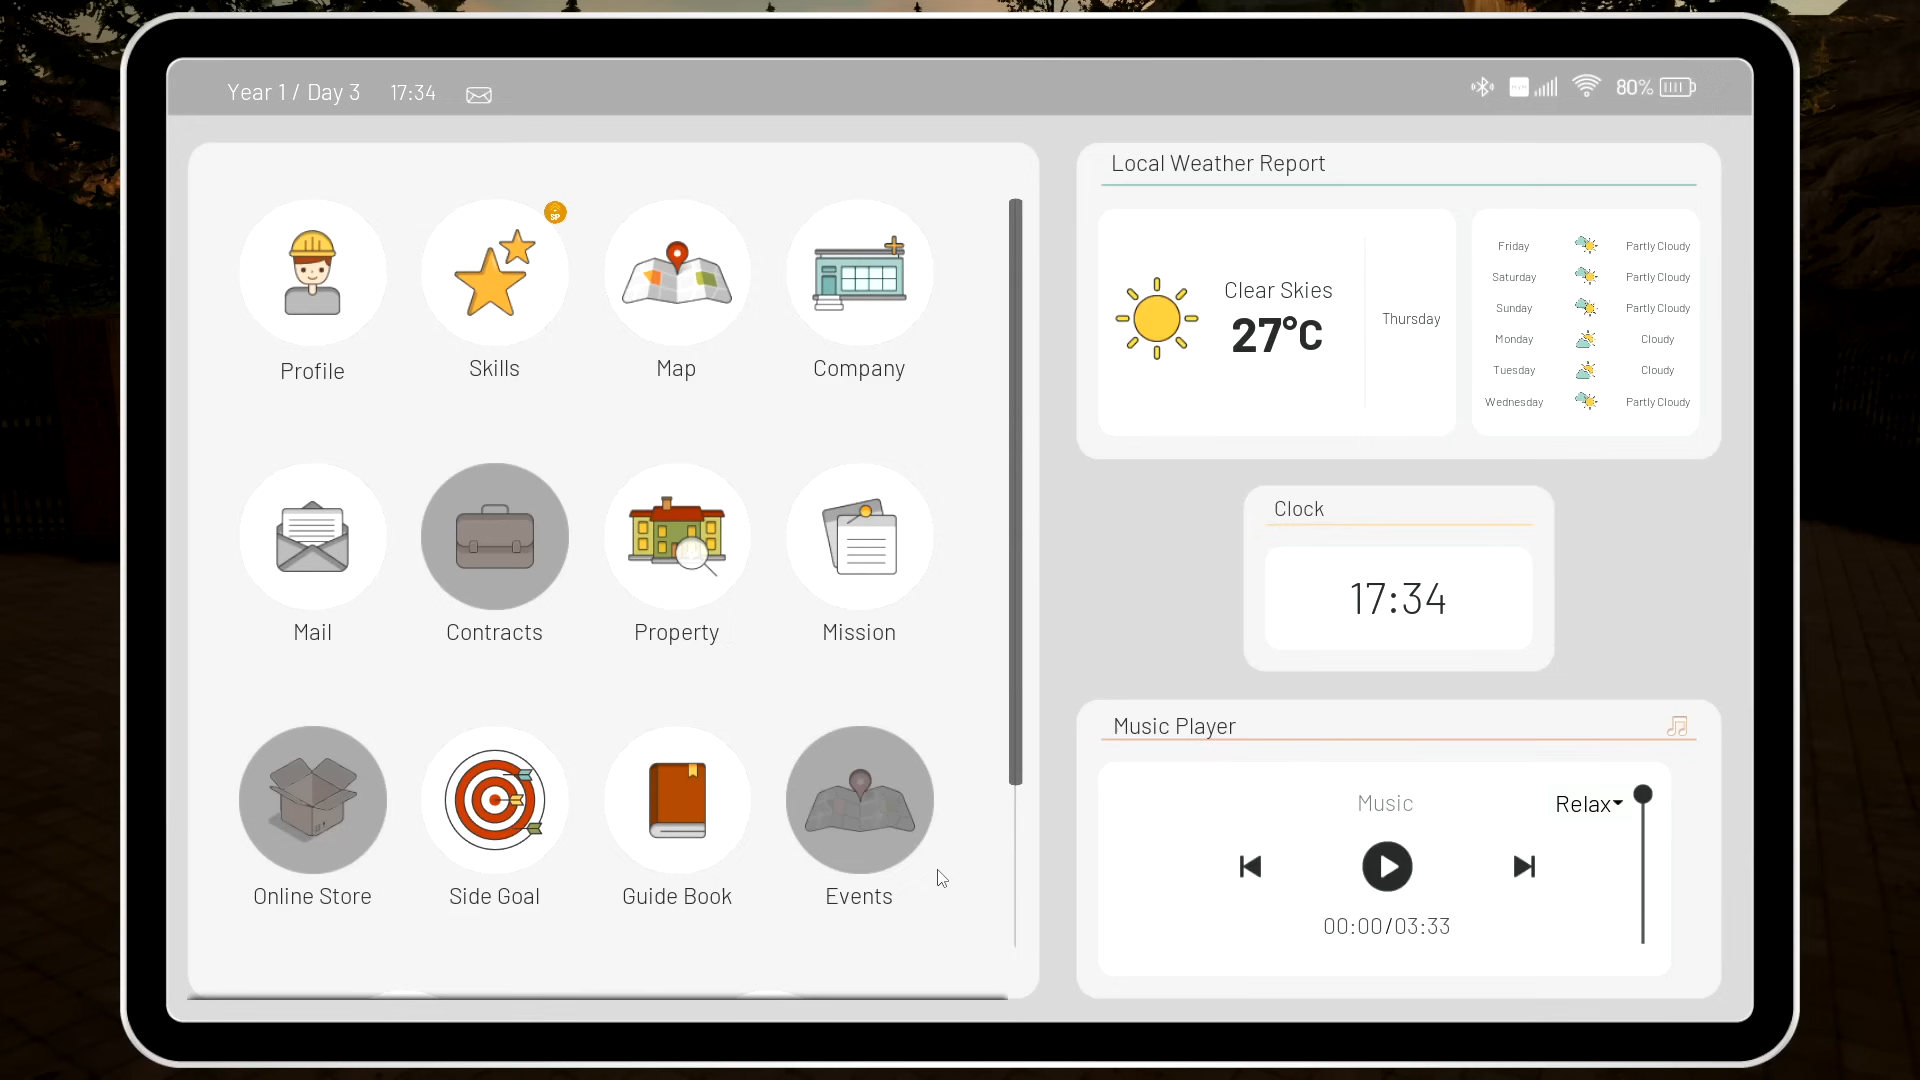 Year 1 / Day 3
17:34
80%
SP
Profile
Skills
Map
Company
Mail
Contracts
Property
Mission
Online Store
Side Goal
Guide Book
Events
Local Weather Report
Clear Skies
27°C
Thursday
Friday Partly Cloudy
Saturday Partly Cloudy
Sunday Partly Cloudy
Monday Cloudy
Tuesday Cloudy
Wednesday Partly Cloudy
Clock
17:34
Music Player
Music
Relax
00:00/03:33